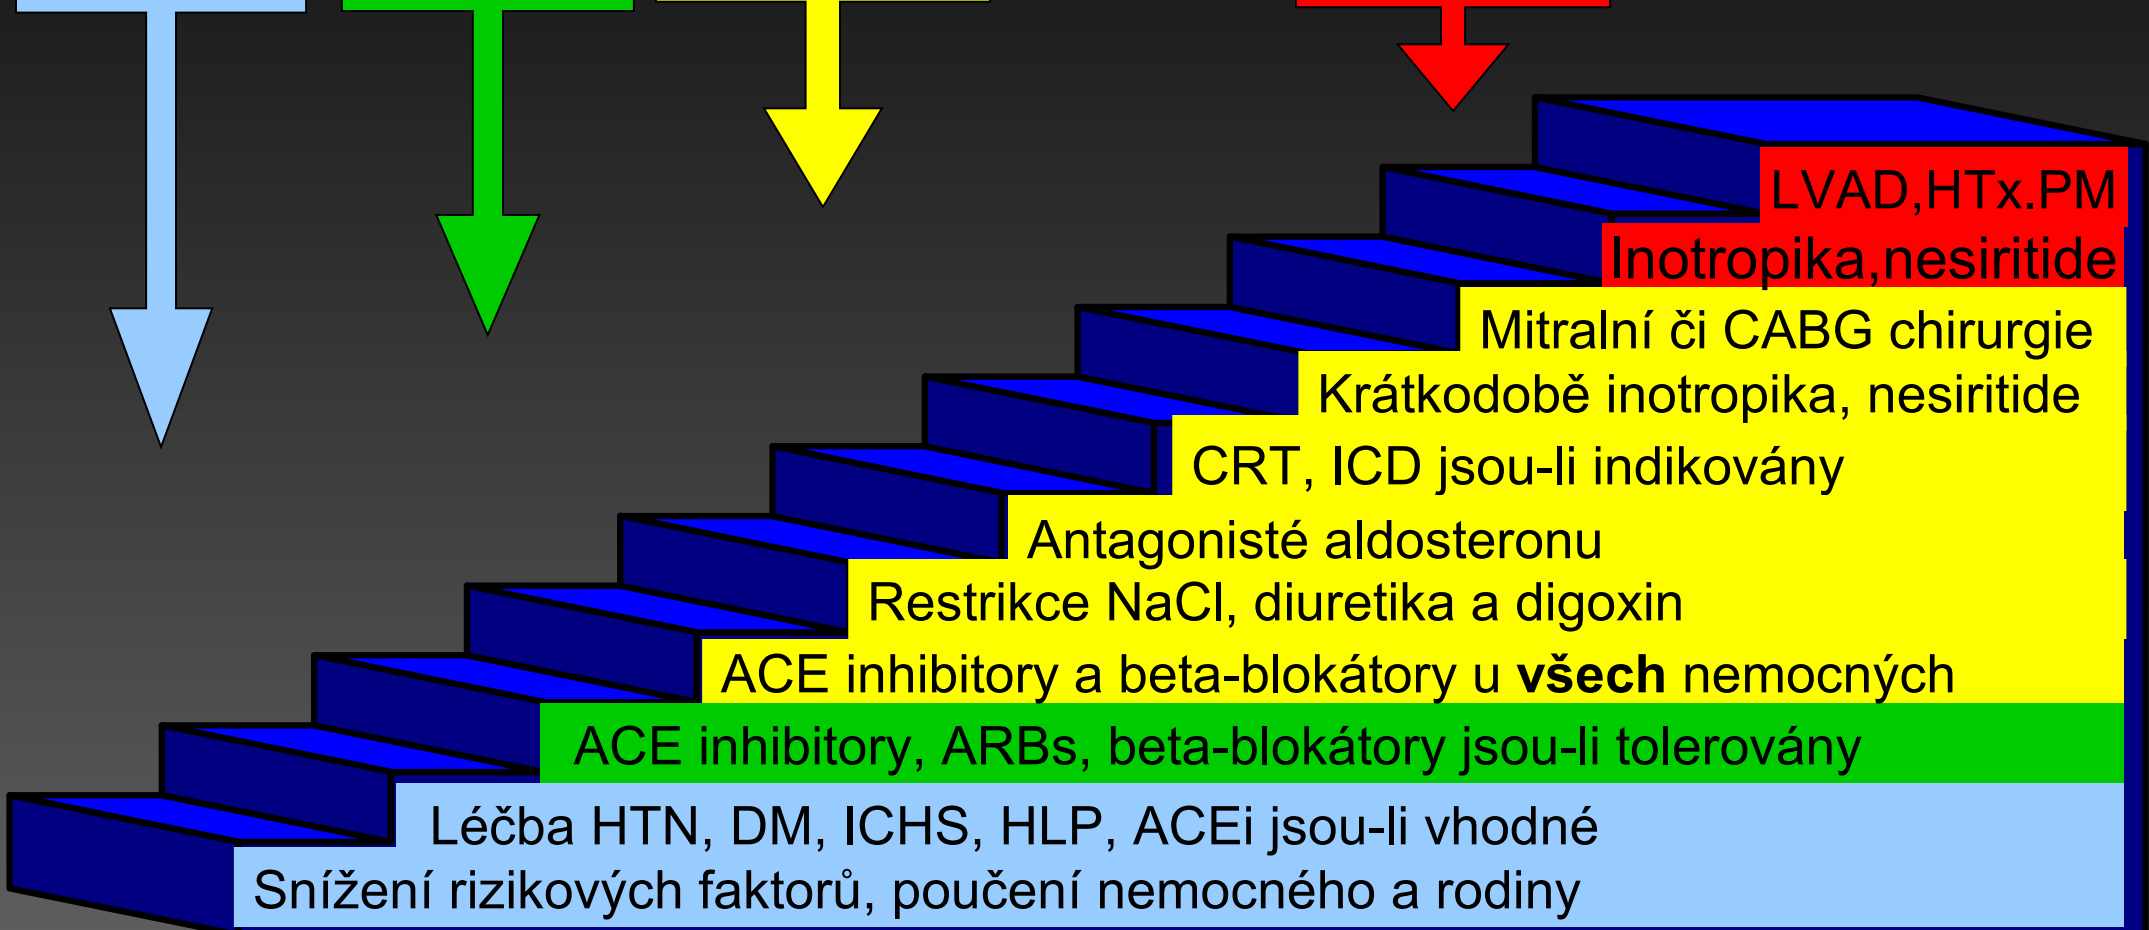 LVAD,HTx.PM
Inotropika,nesiritide
Mitralní či CABG chirurgie
Krátkodobě inotropika, nesiritide
CRT, ICD jsou-li indikovány
Antagonisté aldosteronu
Restrikce NaCl, diuretika a digoxin
ACE inhibitory a beta-blokátory u všech nemocných
ACE inhibitory, ARBs, beta-blokátory jsou-li tolerovány
Léčba HTN, DM, ICHS, HLP, ACEi jsou-li vhodné
Snížení rizikových faktorů, poučení nemocného a rodiny